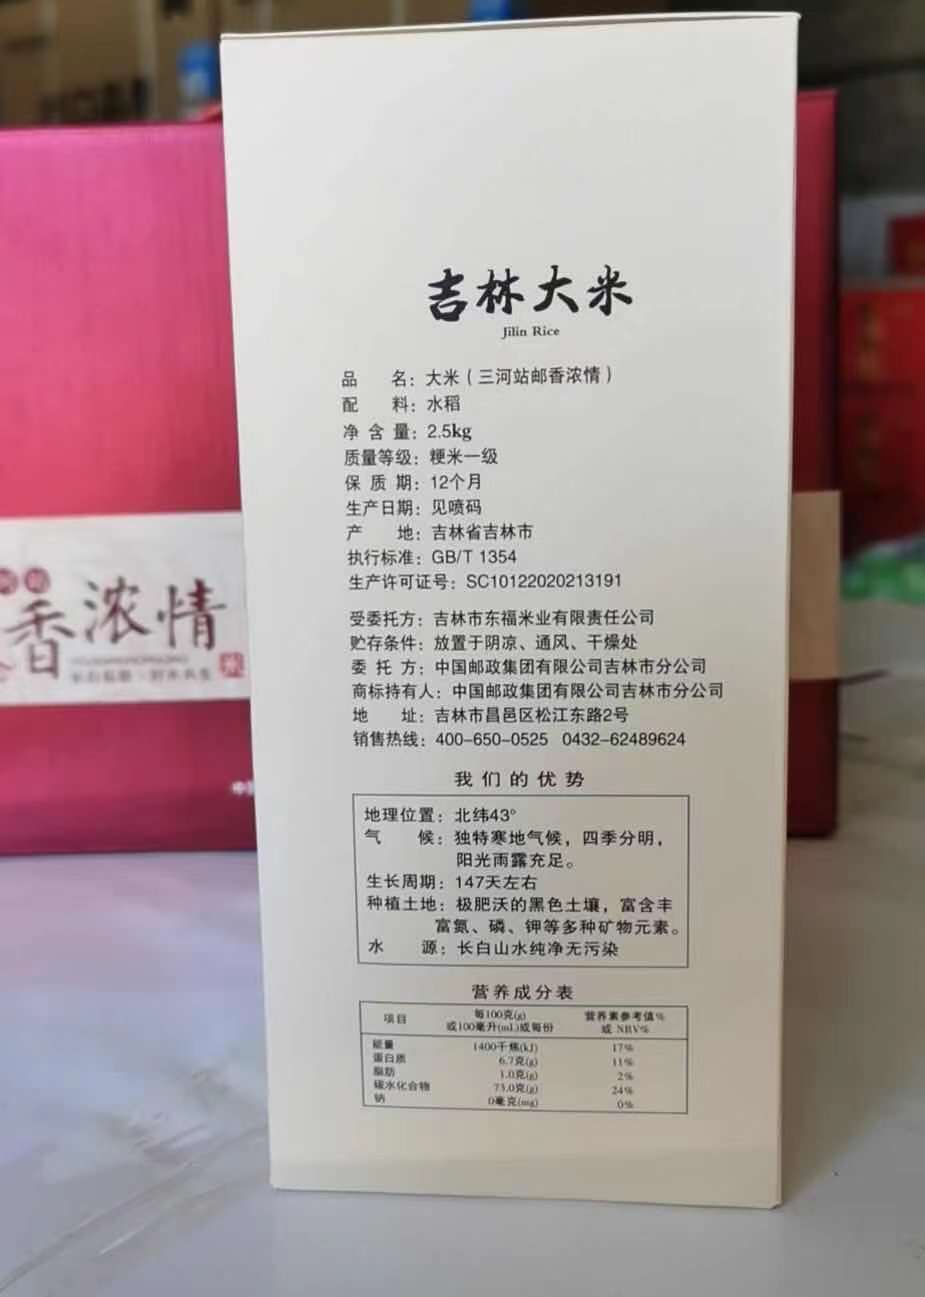 吉林大米
Jilin Rice
品 名：大米（三河站邮香浓情）
配 料：水稻
净含量：2.5kg
质量等级：粳米一级
保质期：12个月
生产日期：见喷码
产 地：吉林省吉林市
执行标准：GB/T 1354
生产许可证号：SC10122020213191
受委托方：吉林市东福米业有限责任公司
贮存条件：放置于阴凉、通风、干燥处
委托方：中国邮政集团有限公司吉林市分公司
商标持有人：中国邮政集团有限公司吉林市分公司
地 址：吉林市昌邑区松江东路2号
销售热线：400-650-0525 0432-62489624
我们的优势
地理位置：北纬43°
气 候：独特寒地气候，四季分明，
阳光雨露充足。
生长周期：147天左右
种植土地：极肥沃的黑色土壤，富含丰
富氮、磷、钾等多种矿物元素。
水 源：长白山水纯净无污染
营养成分表
项目 每100克(g) 营养素参考值%
或100毫升(mL)或每份 或 NRV%
能量 1400千焦(kJ) 17%
蛋白质 6.7克(g) 11%
脂肪 1.0克(g) 2%
碳水化合物 73.0克(g) 24%
钠 0毫克(mg) 0%
香浓情
米